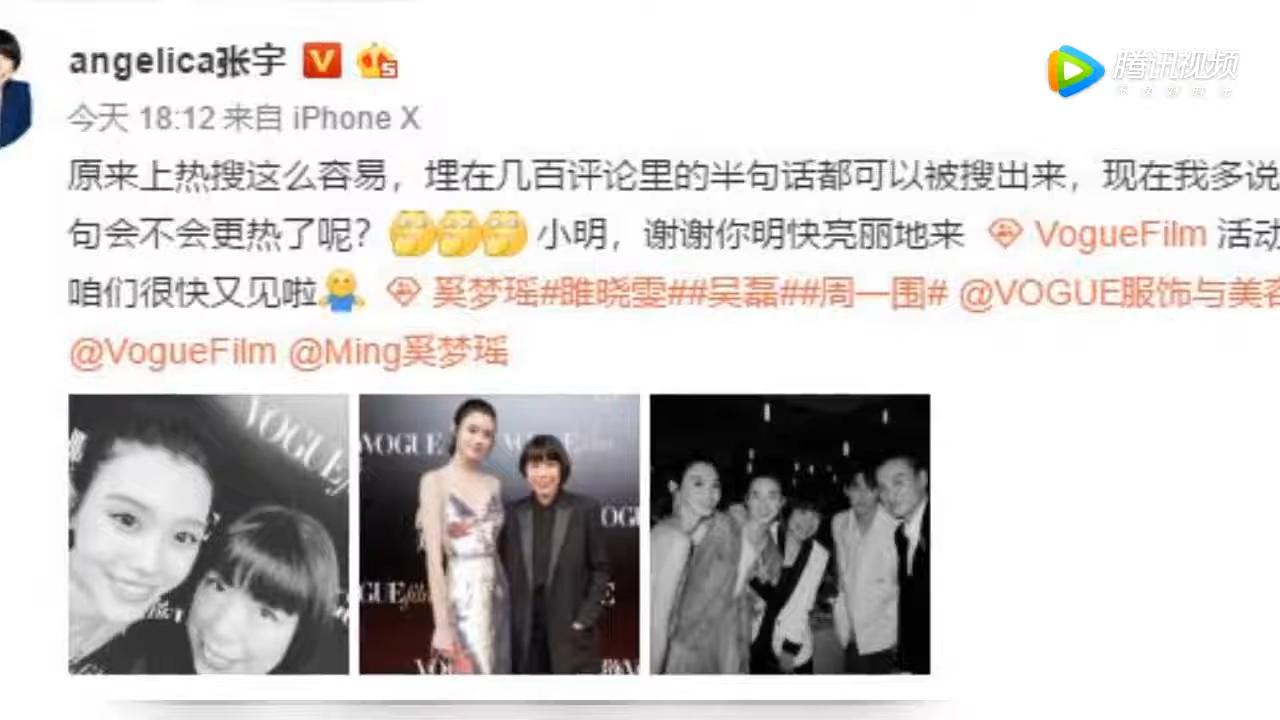 angelica张宇
今天 18:12 来自 iPhone X
腾讯视频
原来上热搜这么容易，埋在几百评论里的半句话都可以被搜出来，现在我多说
句会不会更热了呢？ 小明，谢谢你明快亮丽地来 VogueFilm 活动
咱们很快又见啦 奚梦瑶#雎晓雯##吴磊##周一围# @VOGUE服饰与美容
@VogueFilm @Ming奚梦瑶
VOGUE
VOGUE
VOGUE